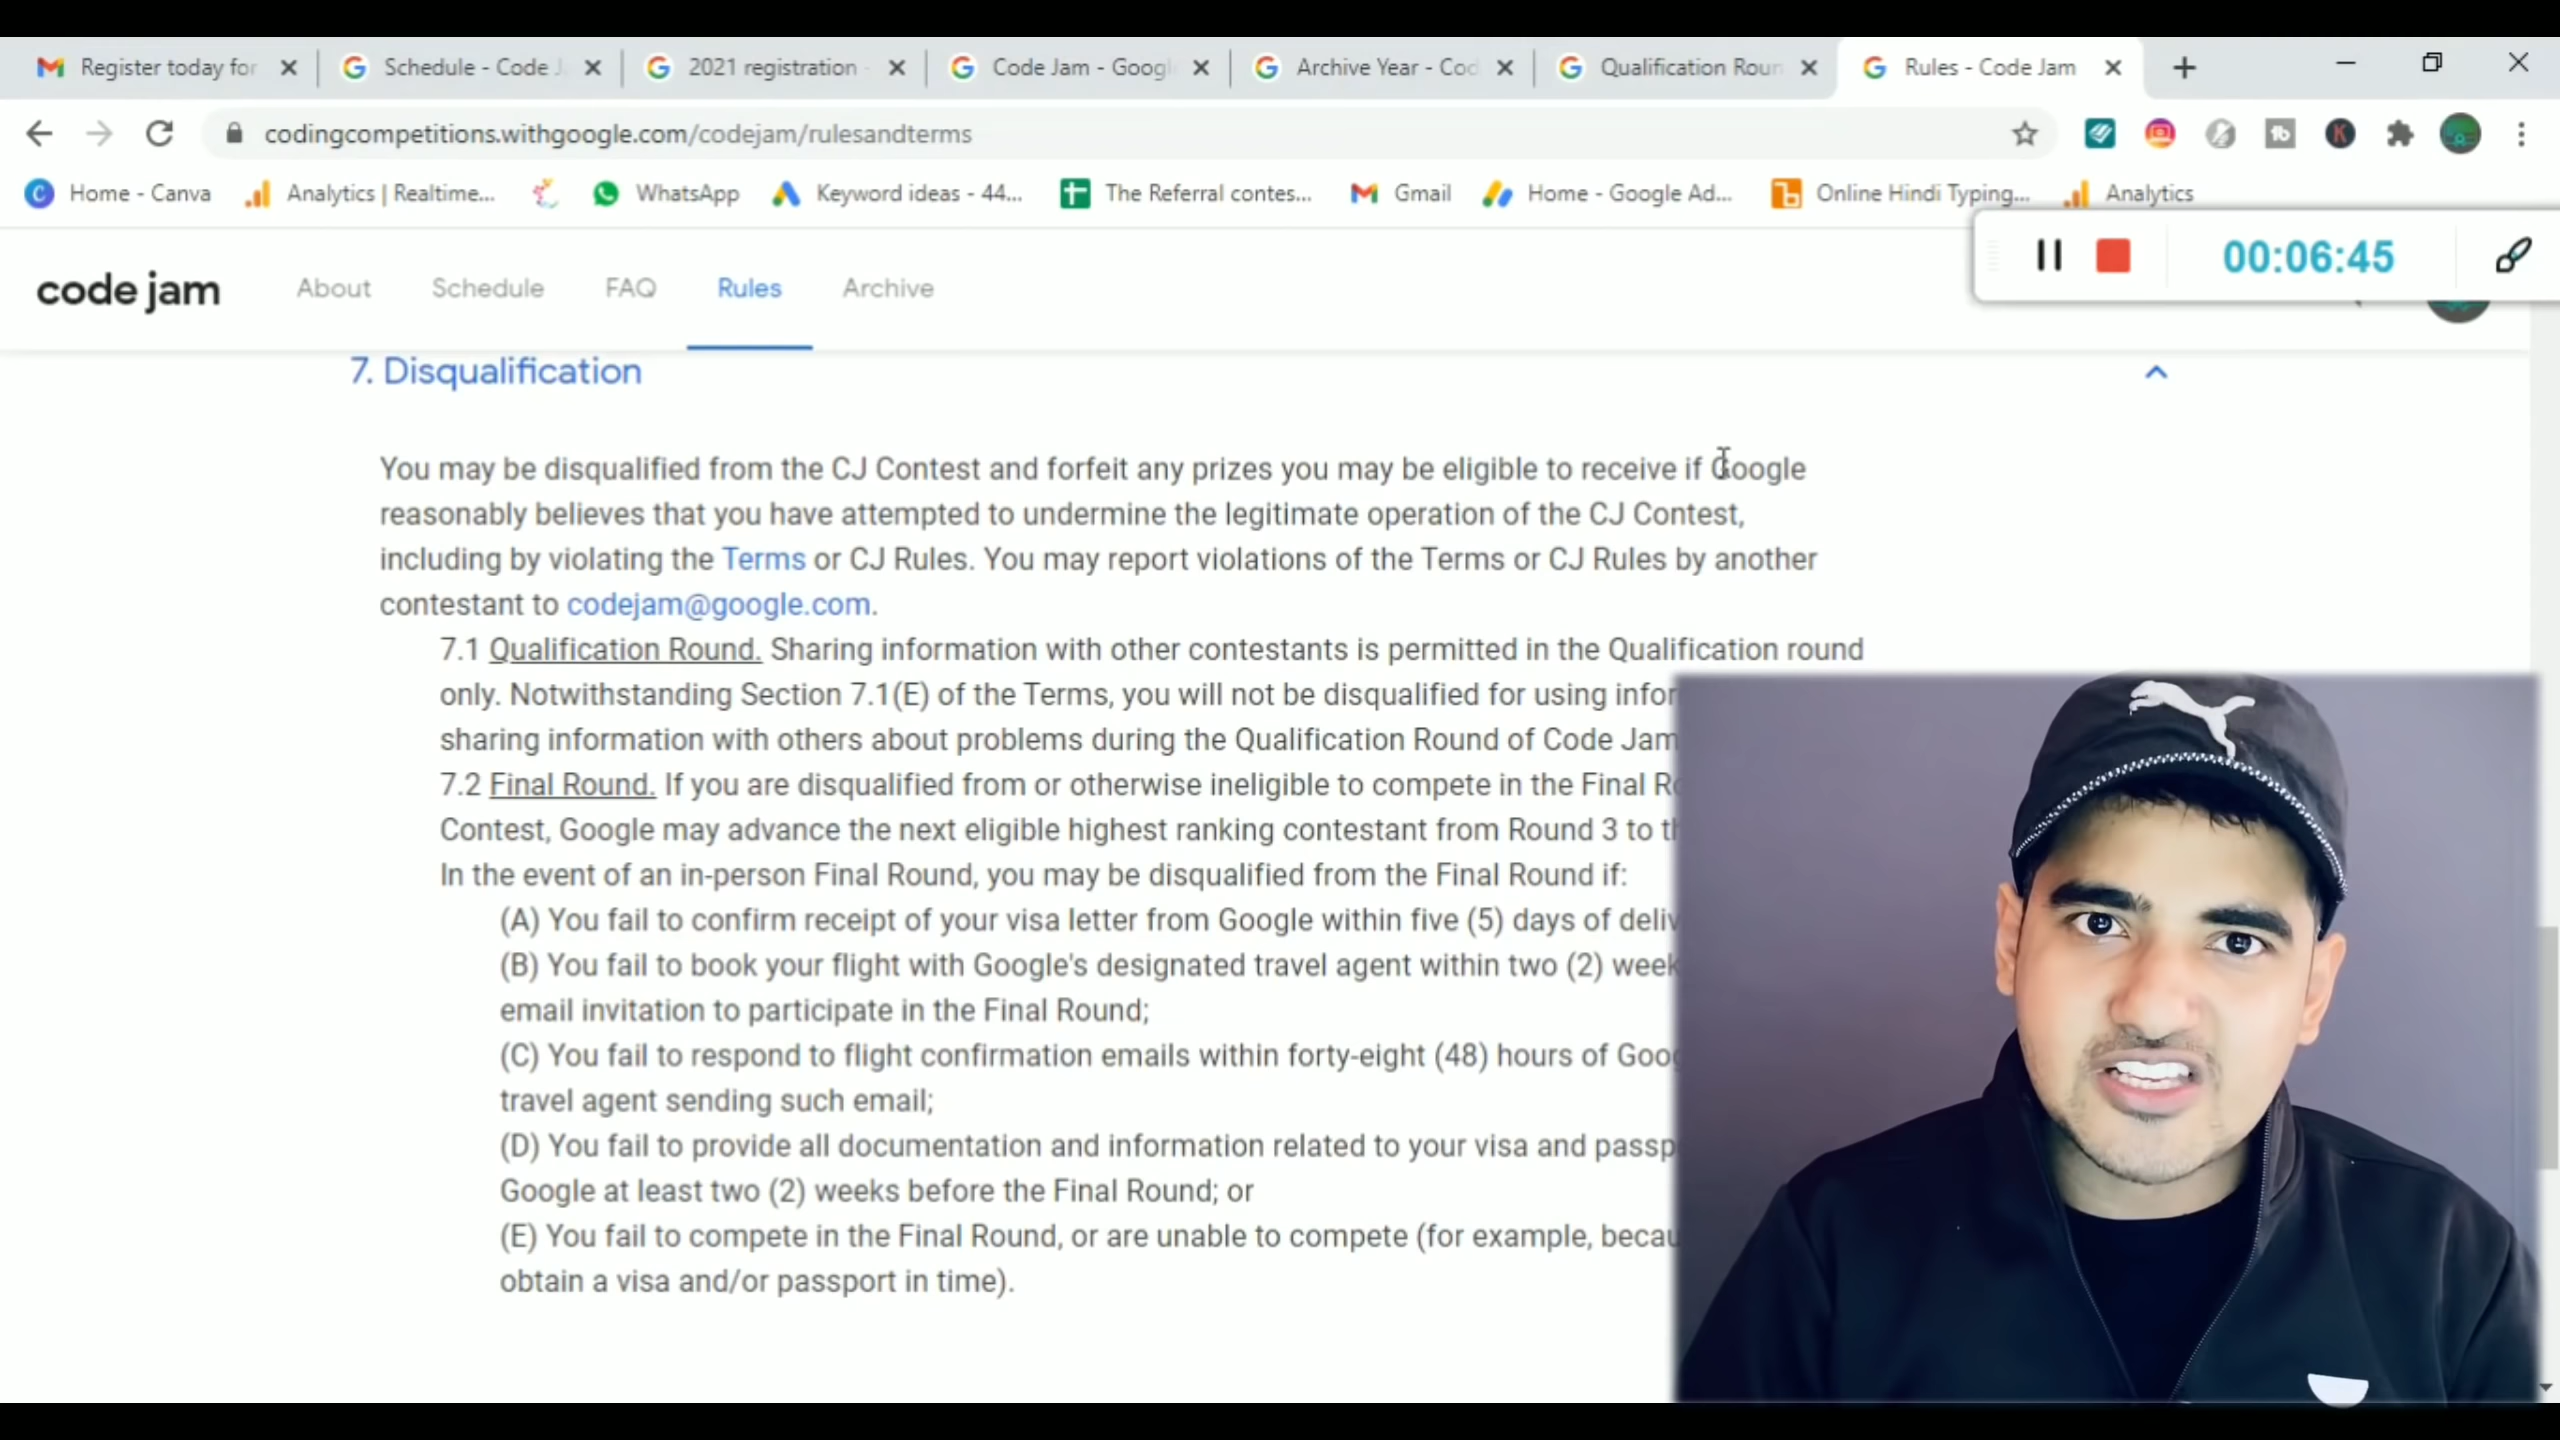 Register today for
Schedule - Code J
2021 registration -
Code Jam - Googl
Archive Year - Cod
Qualification Roun
Rules - Code Jam
codingcompetitions.withgoogle.com/codejam/rulesandterms
Home - Canva
Analytics | Realtime...
WhatsApp
Keyword ideas - 44...
The Referral contes...
Gmail
Home - Google Ad...
Online Hindi Typing...
Analytics
00:06:45
code jam
About
Schedule
FAQ
Rules
Archive
7. Disqualification
You may be disqualified from the CJ Contest and forfeit any prizes you may be eligible to receive if Google
reasonably believes that you have attempted to undermine the legitimate operation of the CJ Contest,
including by violating the Terms or CJ Rules. You may report violations of the Terms or CJ Rules by another
contestant to codejam@google.com.
7.1 Qualification Round. Sharing information with other contestants is permitted in the Qualification round
only. Notwithstanding Section 7.1(E) of the Terms, you will not be disqualified for using infor
sharing information with others about problems during the Qualification Round of Code Jam
7.2 Final Round. If you are disqualified from or otherwise ineligible to compete in the Final Ro
Contest, Google may advance the next eligible highest ranking contestant from Round 3 to th
In the event of an in-person Final Round, you may be disqualified from the Final Round if:
(A) You fail to confirm receipt of your visa letter from Google within five (5) days of deliv
(B) You fail to book your flight with Google's designated travel agent within two (2) week
email invitation to participate in the Final Round;
(C) You fail to respond to flight confirmation emails within forty-eight (48) hours of Goog
travel agent sending such email;
(D) You fail to provide all documentation and information related to your visa and passp
Google at least two (2) weeks before the Final Round; or
(E) You fail to compete in the Final Round, or are unable to compete (for example, becau
obtain a visa and/or passport in time).